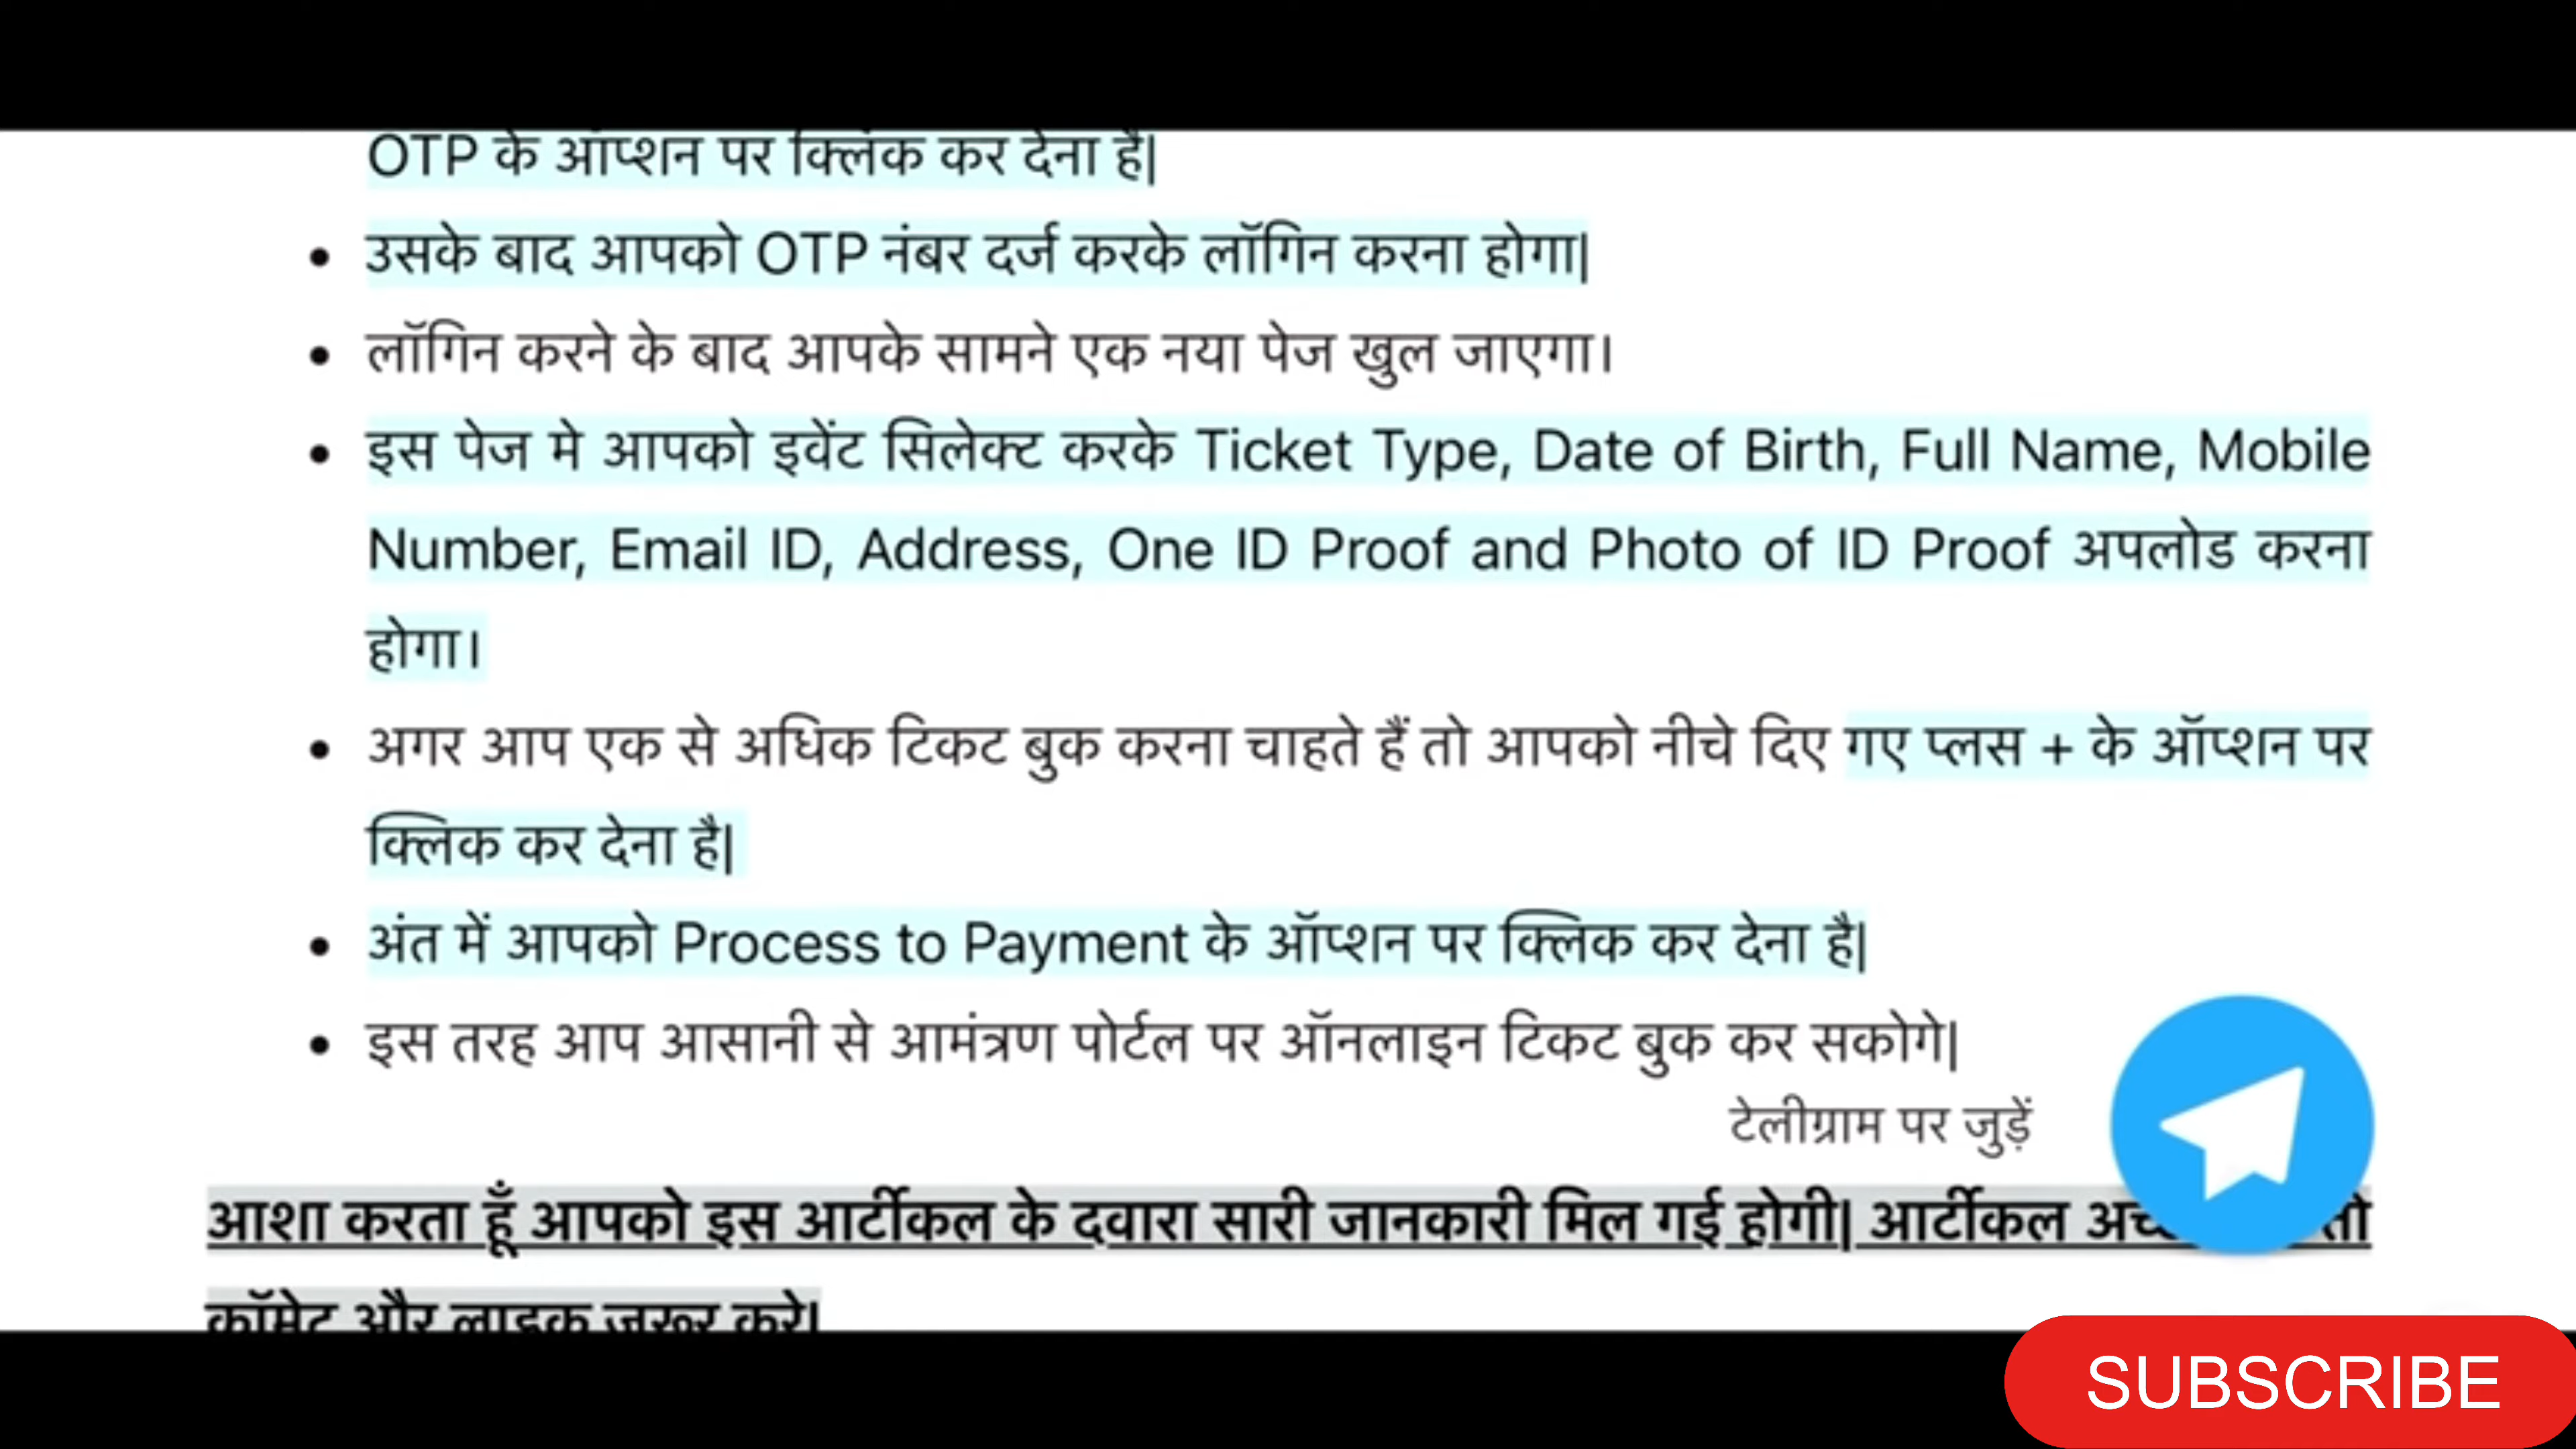 OTP के ऑप्शन पर क्लिक कर देना है|
उसके बाद आपको OTP नंबर दर्ज करके लॉगिन करना होगा|
लॉगिन करने के बाद आपके सामने एक नया पेज खुल जाएगा।
इस पेज मे आपको इवेंट सिलेक्ट करके Ticket Type, Date of Birth, Full Name, Mobile
Number, Email ID, Address, One ID Proof and Photo of ID Proof अपलोड करना
होगा।
अगर आप एक से अधिक टिकट बुक करना चाहते हैं तो आपको नीचे दिए गए प्लस + के ऑप्शन पर
क्लिक कर देना है|
अंत में आपको Process to Payment के ऑप्शन पर क्लिक कर देना है|
इस तरह आप आसानी से आमंत्रण पोर्टल पर ऑनलाइन टिकट बुक कर सकोगे|
टेलीग्राम पर जुड़ें
आशा करता हूँ आपको इस आर्टीकल के दवारा सारी जानकारी मिल गई होगी| आर्टीकल तो
और लाइक जरूर करे|
SUBSCRIBE